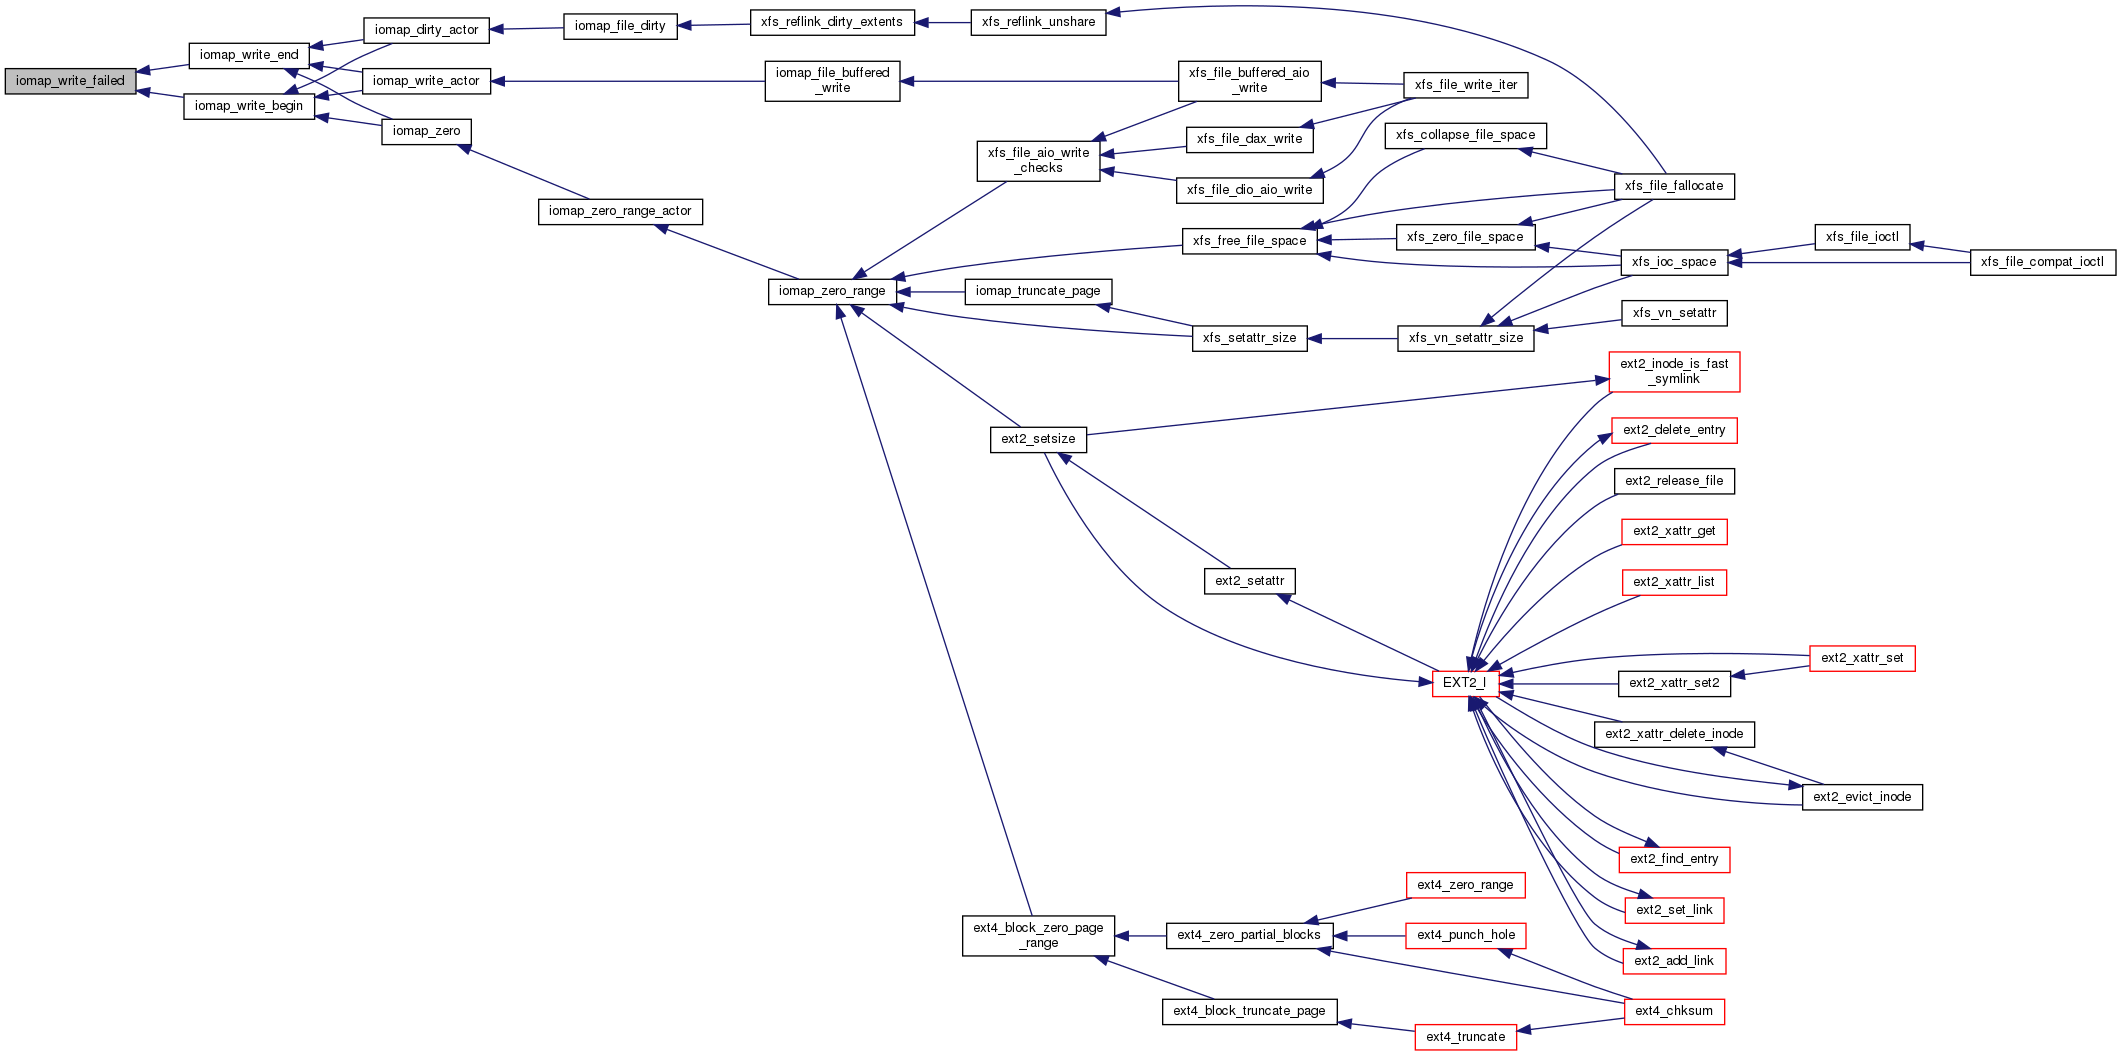 iomap_write_failed
iomap_write_end
iomap_write_begin
iomap_dirty_actor
iomap_write_actor
iomap_zero
iomap_file_dirty
iomap_zero_range_actor
xfs_reflink_dirty_extents
iomap_file_buffered
_write
iomap_zero_range
xfs_reflink_unshare
xfs_file_aio_write
_checks
iomap_truncate_page
ext2_setsize
ext4_block_zero_page
_range
xfs_file_buffered_aio
_write
xfs_file_dax_write
xfs_file_dio_aio_write
xfs_free_file_space
xfs_setattr_size
ext2_setattr
ext4_zero_partial_blocks
ext4_block_truncate_page
xfs_file_write_iter
xfs_collapse_file_space
xfs_zero_file_space
xfs_vn_setattr_size
EXT2_I
ext4_zero_range
ext4_punch_hole
ext4_truncate
xfs_file_fallocate
xfs_ioc_space
xfs_vn_setattr
ext2_inode_is_fast
_symlink
ext2_delete_entry
ext2_release_file
ext2_xattr_get
ext2_xattr_list
ext2_xattr_set2
ext2_xattr_delete_inode
ext2_find_entry
ext2_set_link
ext2_add_link
ext4_chksum
xfs_file_ioctl
ext2_xattr_set
ext2_evict_inode
xfs_file_compat_ioctl